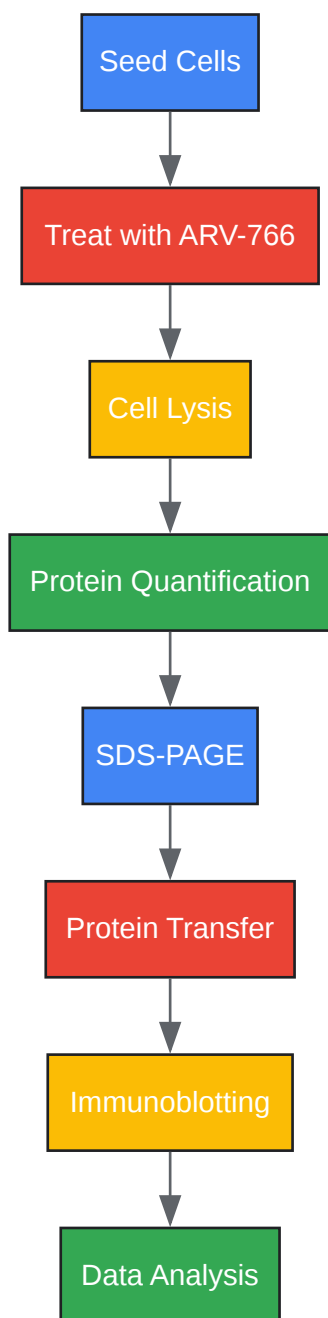 Seed Cells
Treat with ARV-766
Cell Lysis
Protein Quantification
SDS-PAGE
Protein Transfer
Immunoblotting
Data Analysis